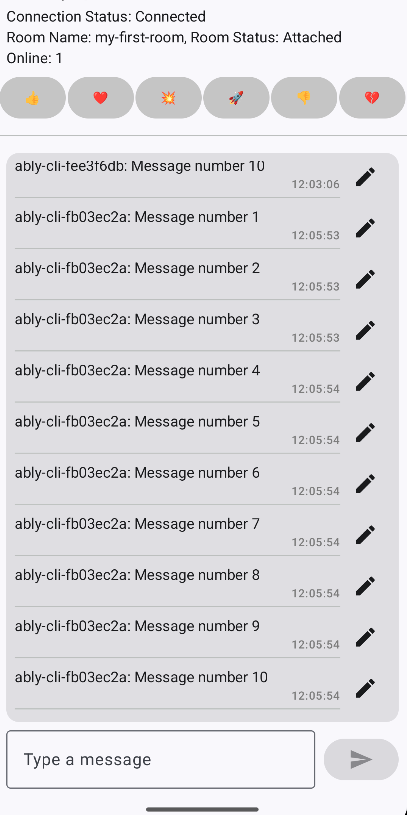 Connection Status: Connected
Room Name: my-first-room, Room Status: Attached
Online: 1
👍 ❤️ 💥 🚀 👎 💔
ably-cli-fee3f6db: Message number 10
12:03:06
ably-cli-fb03ec2a: Message number 1
12:05:53
ably-cli-fb03ec2a: Message number 2
12:05:53
ably-cli-fb03ec2a: Message number 3
12:05:53
ably-cli-fb03ec2a: Message number 4
12:05:54
ably-cli-fb03ec2a: Message number 5
12:05:54
ably-cli-fb03ec2a: Message number 6
12:05:54
ably-cli-fb03ec2a: Message number 7
12:05:54
ably-cli-fb03ec2a: Message number 8
12:05:54
ably-cli-fb03ec2a: Message number 9
12:05:54
ably-cli-fb03ec2a: Message number 10
12:05:54
Type a message